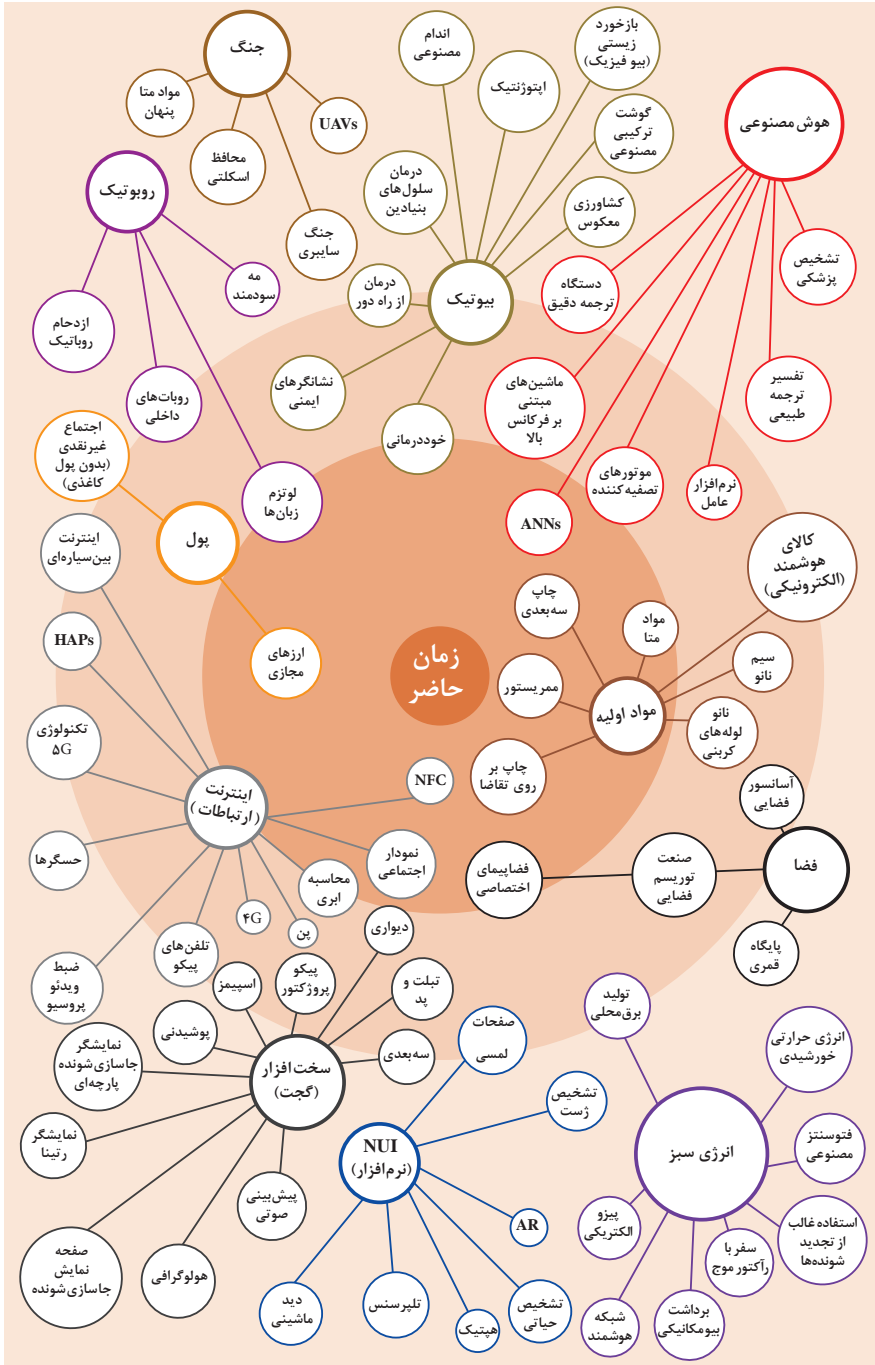 جنگ
مواد متا
پنهان
محافظ
اسکلتی
جنگ
سایبری
UAVs
روبوتیک
ازدحام
روباتیک
روبات‌های
داخلی
لوتزم
زبان‌ها
مه
سودمند
بیوتیک
اندام
مصنوعی
اپتوژنتیک
بازخورد
زیستی
(بیو فیزیک)
گوشت
ترکیبی
مصنوعی
کشاورزی
معکوس
درمان
سلول‌های
بنیادین
درمان
از راه دور
نشانگرهای
ایمنی
خوددرمانی
هوش مصنوعی
تشخیص
پزشکی
دستگاه
ترجمه دقیق
تفسیر
ترجمه
طبیعی
ماشین‌های
مبتنی
بر فرکانس
بالا
نرم‌افزار
عامل
موتورهای
تصفیه‌کننده
ANNs
پول
اجتماع
غیرنقدی
(بدون پول
کاغذی)
ارزهای
مجازی
زمان
حاضر
مواد اولیه
کالای
هوشمند
(الکترونیکی)
چاپ
سه‌بعدی
مواد
متا
سیم
نانو
ممریستور
نانو
لوله‌های
کربنی
چاپ بر
روی تقاضا
اینترنت
(ارتباطات)
اینترنت
بین‌سیاره‌ای
HAPs
تکنولوژی
۵G
حسگرها
ضبط
ویدئو
پروسیو
تلفن‌های
پیکو
۴G
پن
محاسبه
ابری
نمودار
اجتماعی
NFC
فضا
آسانسور
فضایی
صنعت
توریسم
فضایی
فضاپیمای
اختصاصی
پایگاه
قمری
سخت‌افزار
(گجت)
دیواری
پیکو
پروژکتور
اسپیمز
تبلت و
پد
پوشیدنی
سه‌بعدی
نمایشگر
جاسازی‌شونده
پارچه‌ای
نمایشگر
رتینا
صفحه
نمایش
جاسازی‌شونده
هولوگرافی
پیش‌بینی
صوتی
NUI
(نرم‌افزار)
صفحات
لمسی
تشخیص
ژست
AR
تشخیص
حیاتی
هپتیک
تلپرسنس
دید
ماشینی
انرژی سبز
تولید
برق‌محلی
انرژی حرارتی
خورشیدی
فتوسنتز
مصنوعی
استفاده غالب
از تجدید
شونده‌ها
سفر با
رآکتور موج
برداشت
بیومکانیکی
شبکه
هوشمند
پیزو
الکتریکی